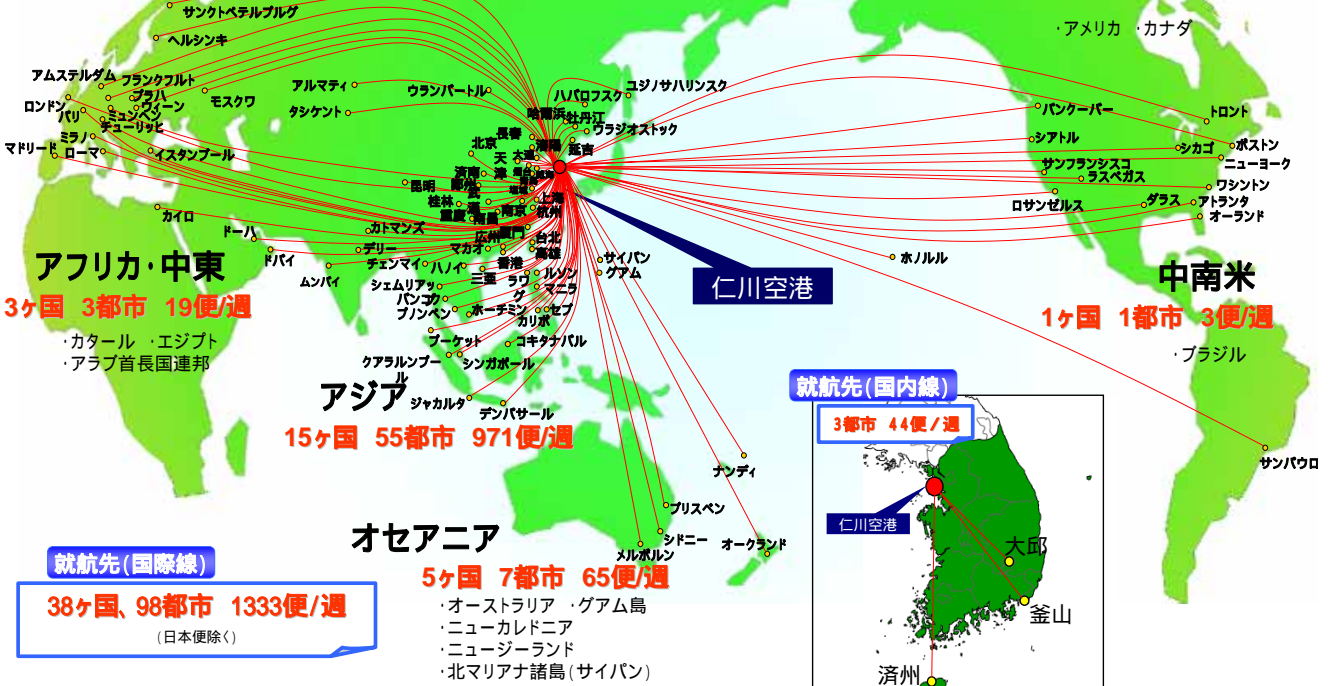 サンクトペテルブルグ
ヘルシンキ
・アメリカ ・カナダ
アムステルダム
フランクフルト
プラハ
ウィーン
ロンドン
パリ
ミュンペン
チューリッヒ
ミラノ
マドリード
ローマ
イスタンブール
モスクワ
アルマティ
タシケント
ウランバートル
ハバロフスク
ユジノサハリンスク
哈爾浜
牡丹江
ウラジオストック
長春
瀋陽
延吉
北京
大連
天津
済南
鄭州
昆明
武漢
桂林
重慶
南昌
南京
上海
杭州
広州
廈門
台北
高雄
マカオ
香港
三亜
カイロ
ドーハ
ドバイ
カトマンズ
デリー
ムンバイ
チェンマイ
ハノイ
シェムリアップ
バンコク
プノンペン
ホーチミン
ラワグ
ルソン
マニラ
セブ
カリボ
プーケット
コキタナバル
クアラルンプール
シンガポール
ジャカルタ
デンパサール
サイパン
グアム
バンクーバー
トロント
シアトル
シカゴ
ボストン
ニューヨーク
サンフランシスコ
ラスベガス
ワシントン
ロサンゼルス
ダラス
アトランタ
オーランド
ホノルル
仁川空港
アフリカ・中東
3ヶ国 3都市 19便/週
・カタール ・エジプト
・アラブ首長国連邦
中南米
1ヶ国 1都市 3便/週
・ブラジル
サンパウロ
アジア
15ヶ国 55都市 971便/週
ナンディ
ブリスベン
シドニー
メルボルン
オークランド
オセアニア
5ヶ国 7都市 65便/週
・オーストラリア ・グアム島
・ニューカレドニア
・ニュージーランド
・北マリアナ諸島(サイパン)
就航先(国際線)
38ヶ国、98都市 1333便/週
(日本便除く)
就航先(国内線)
3都市 44便/週
仁川空港
大邱
釜山
済州